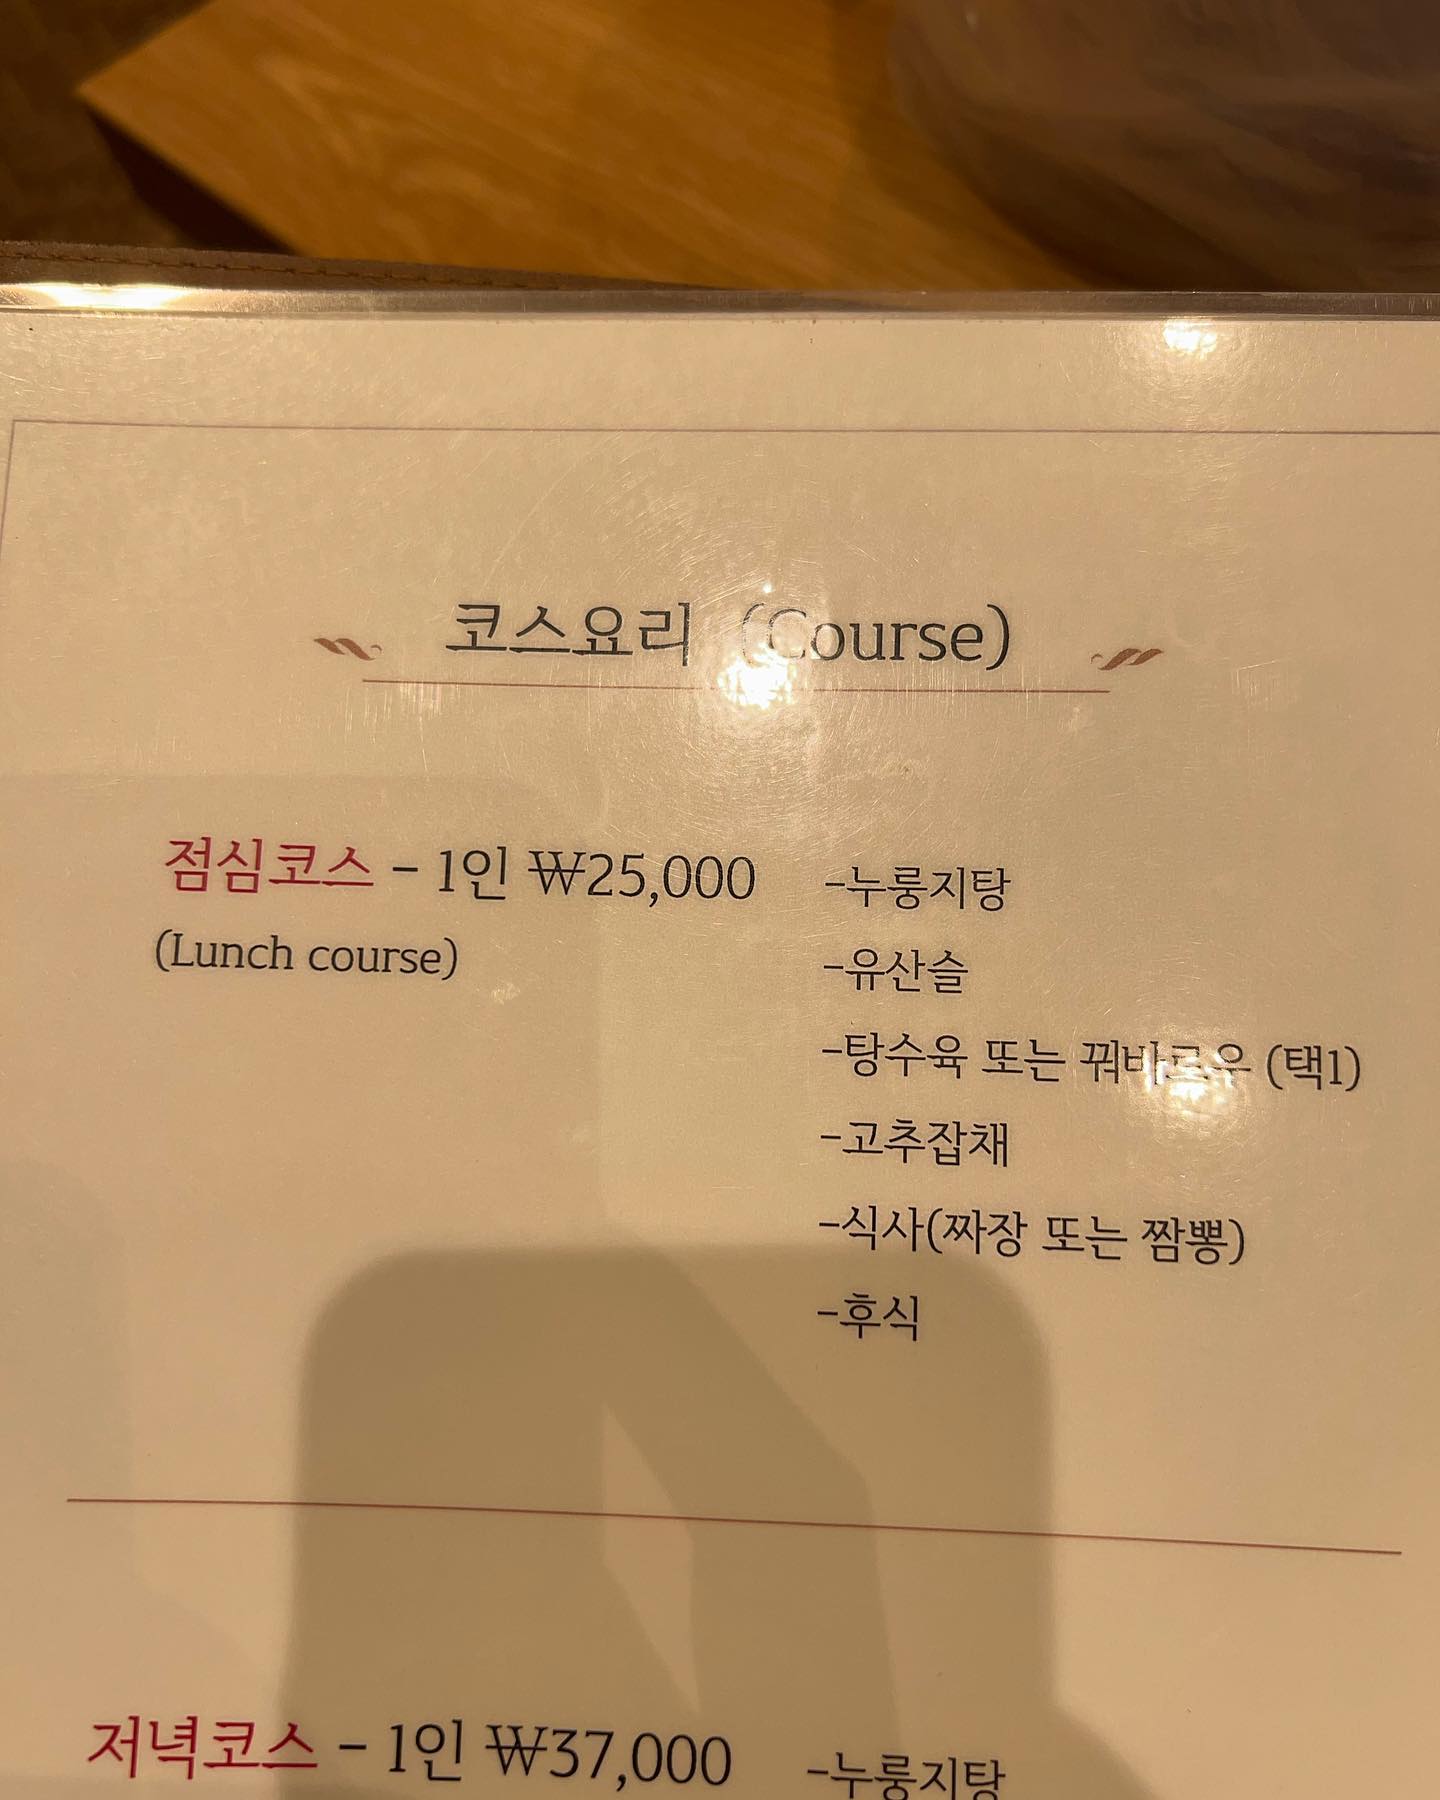 코스요리 (Course)
점심코스 - 1인 ₩25,000
(Lunch course)
-누룽지탕
-유산슬
-탕수육 또는 꿔바로우 (택1)
-고추잡채
-식사(짜장 또는 짬뽕)
-후식
저녁코스 - 1인 ₩37,000
-누룽지탕